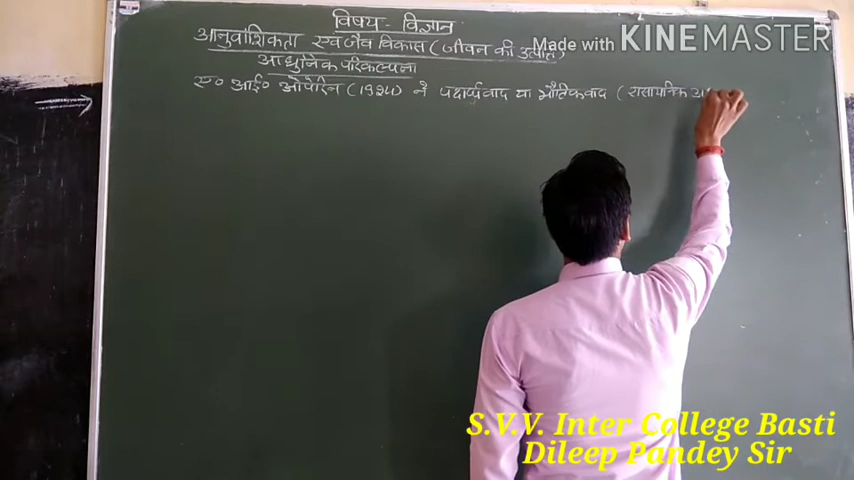 विषय - विज्ञान
आनुवांशिकता एवं जैव विकास ( जीवन की उत्पत्ति )
Made with KINEMASTER
आधुनिक परिकल्पना
ए० आई० ओपेरिन (1924) ने पदार्थवाद या भौतिकवाद ( रासायनिक
S.V.V. Inter College Basti
Dileep Pandey Sir